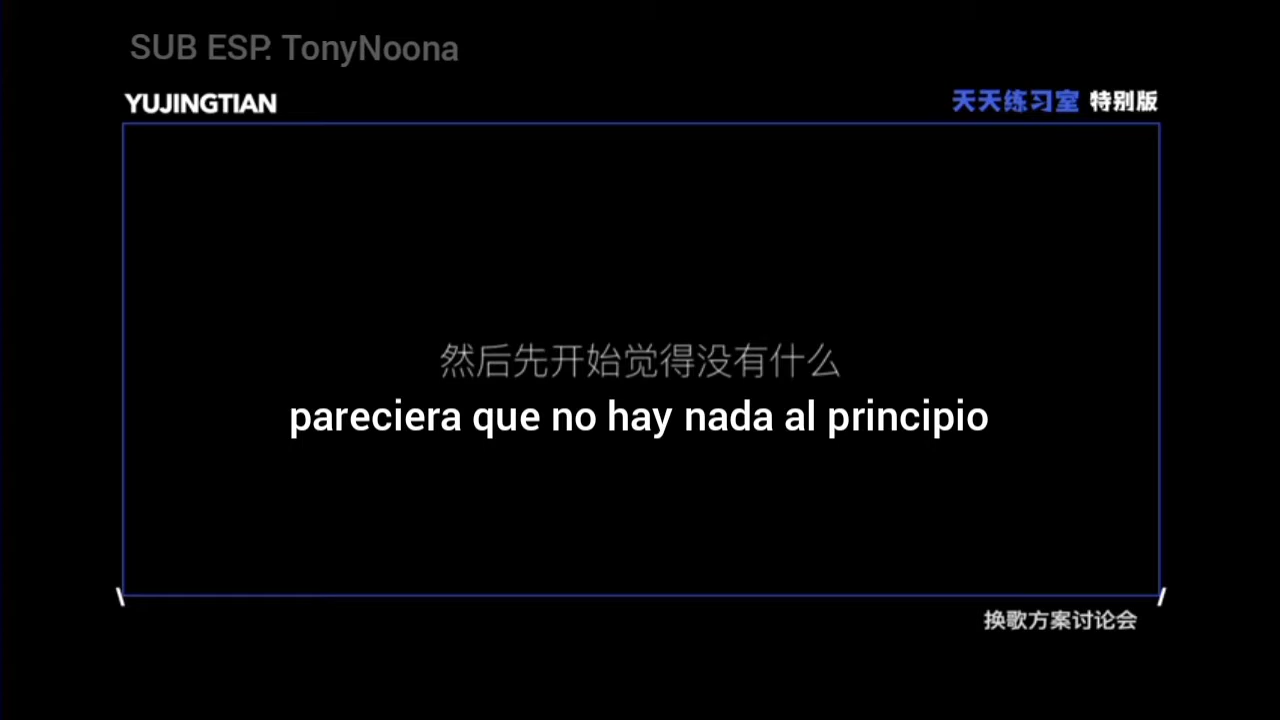 SUB ESP. TonyNoona
YUJINGTIAN
天天练习室 特别版
然后先开始觉得没有什么
pareciera que no hay nada al principio
换歌方案讨论会